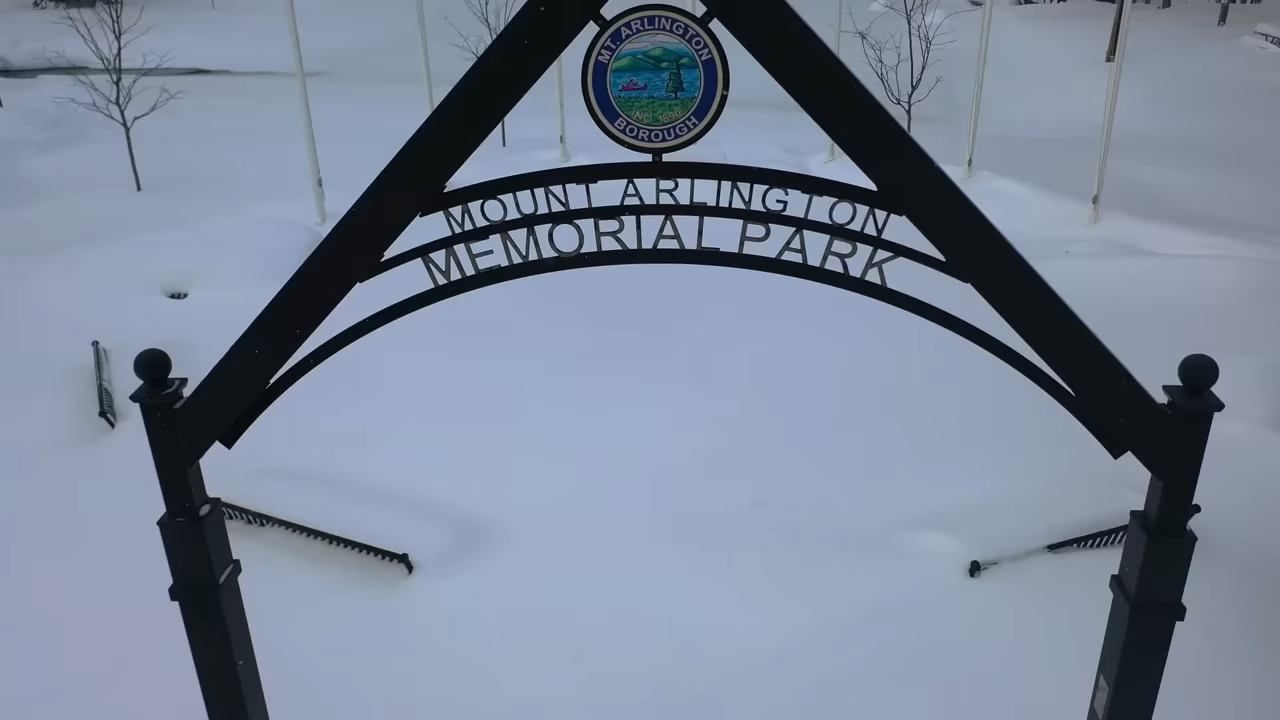 MT. ARLINGTON
INC. 1890
BOROUGH
MOUNT ARLINGTON
MEMORIAL PARK